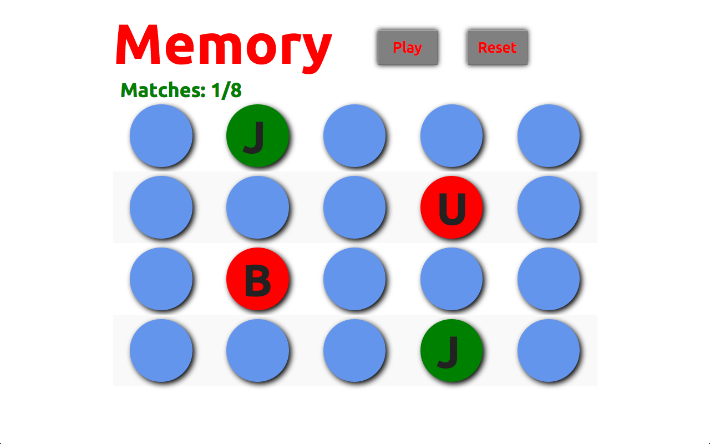 Memory
Play
Reset
Matches: 1/8
J
U
B
J